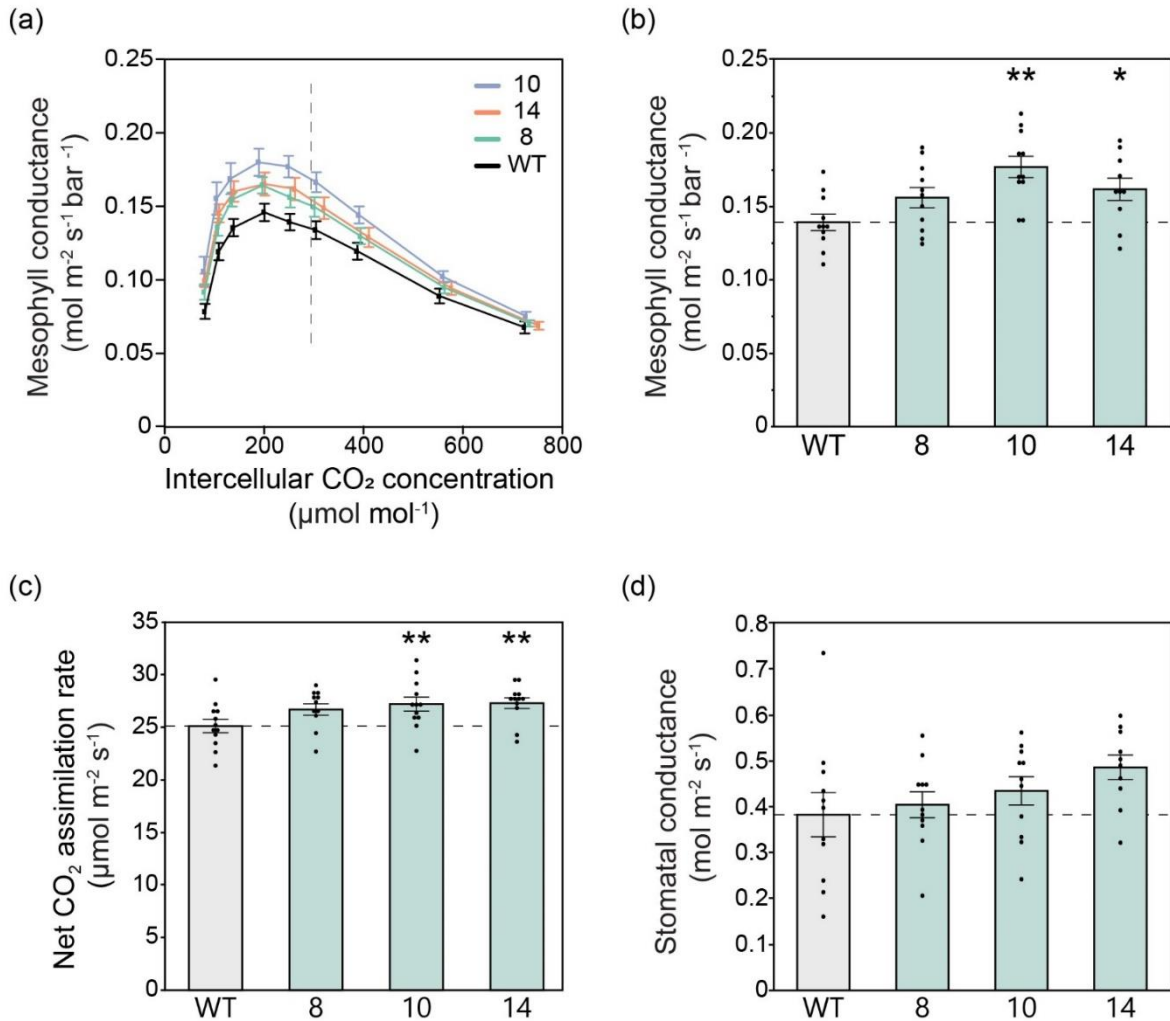 (a)
Mesophyll conductance
(mol m⁻² s⁻¹ bar ⁻¹)
0.25
0.20
0.15
0.10
0.05
0
0
200
400
600
800
10
14
8
WT
Intercellular CO₂ concentration
(µmol mol⁻¹)
(b)
Mesophyll conductance
(mol m⁻² s⁻¹ bar ⁻¹)
0.25
0.20
0.15
0.10
0.05
0
**
*
WT
8
10
14
(c)
Net CO₂ assimilation rate
(µmol m⁻² s⁻¹)
35
30
25
20
15
10
5
0
**
**
WT
8
10
14
(d)
Stomatal conductance
(mol m⁻² s⁻¹)
0.8
0.7
0.6
0.5
0.4
0.3
0.2
0.1
0
WT
8
10
14